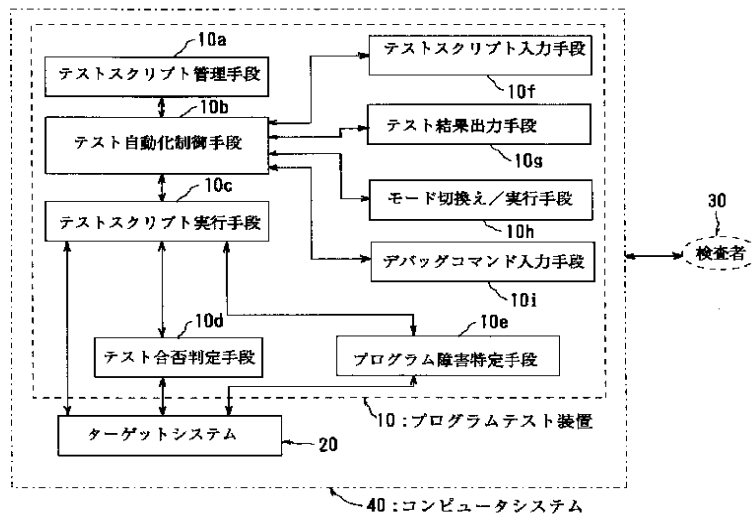 10a
テストスクリプト管理手段
テストスクリプト入力手段
10f
10b
テスト自動化制御手段
テスト結果出力手段
10g
10c
テストスクリプト実行手段
モード切換え/実行手段
10h
30
検査者
デバッグコマンド入力手段
10i
10d
テスト合否判定手段
10e
プログラム障害特定手段
10:プログラムテスト装置
ターゲットシステム
20
40:コンピュータシステム